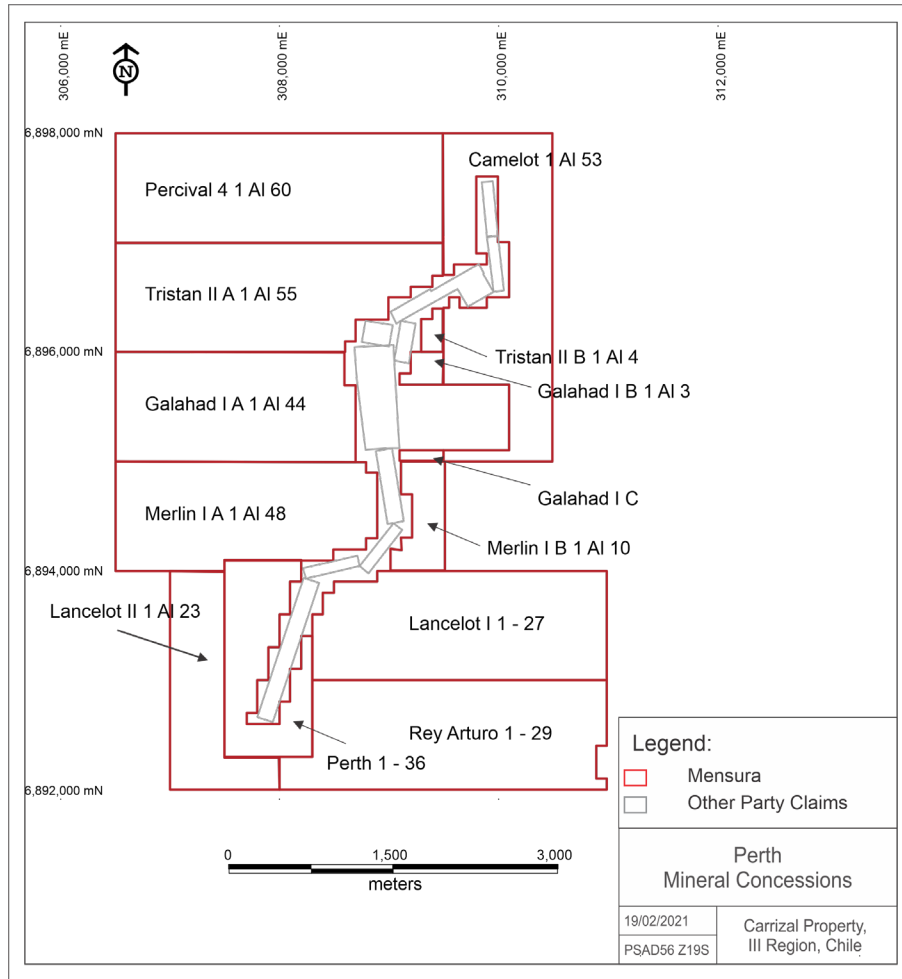 306,000 mE
308,000 mE
310,000 mE
312,000 mE
N
6,898,000 mN
Camelot 1 Al 53
Percival 4 1 Al 60
Tristan II A 1 Al 55
6,896,000 mN
Tristan II B 1 Al 4
Galahad I B 1 Al 3
Galahad I A 1 Al 44
Galahad I C
Merlin I A 1 Al 48
Merlin I B 1 Al 10
6,894,000 mN
Lancelot II 1 Al 23
Lancelot I 1 - 27
Rey Arturo 1 - 29
Perth 1 - 36
6,892,000 mN
Legend:
Mensura
Other Party Claims
0 1,500 3,000
meters
Perth
Mineral Concessions
19/02/2021
PSAD56 Z19S
Carrizal Property,
III Region, Chile